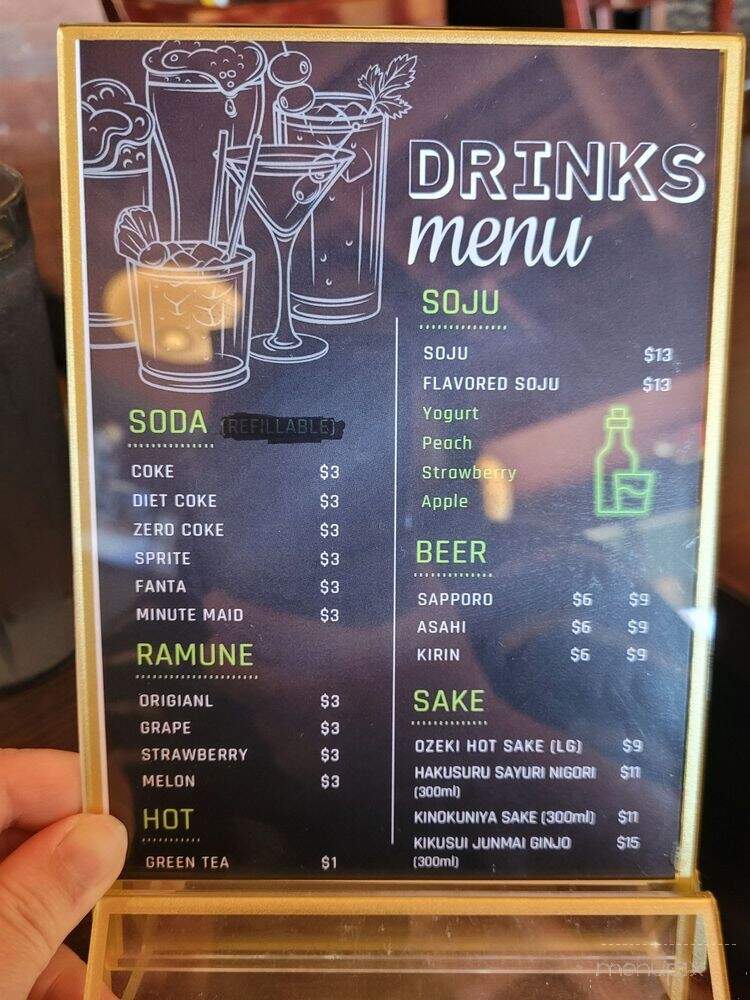 DRINKS
menu
SODA (REFILLABLE)
COKE $3
DIET COKE $3
ZERO COKE $3
SPRITE $3
FANTA $3
MINUTE MAID $3
RAMUNE
ORIGIANL $3
GRAPE $3
STRAWBERRY $3
MELON $3
HOT
GREEN TEA $1
SOJU
SOJU $13
FLAVORED SOJU $13
Yogurt
Peach
Strawberry
Apple
BEER
SAPPORO $6 $9
ASAHI $6 $9
KIRIN $6 $9
SAKE
OZEKI HOT SAKE (LG) $9
HAKUSURU SAYURI NIGORI $11
(300ml)
KINOKUNIYA SAKE (300ml) $11
KIKUSUI JUNMAI GINJO $15
(300ml)